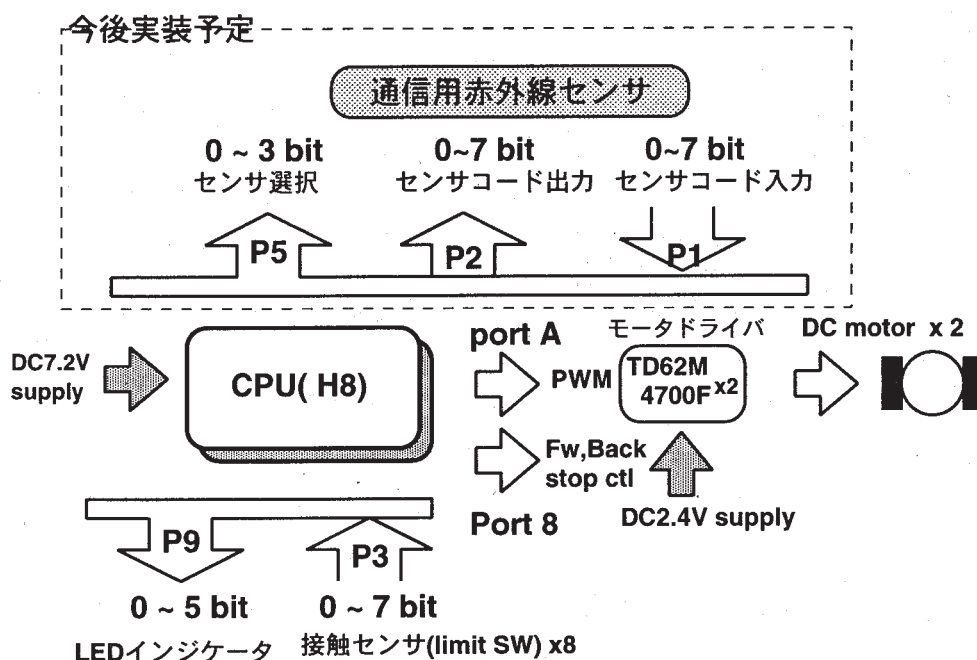 今後実装予定
通信用赤外線センサ
0 ~ 3 bit
センサ選択
0~7 bit
センサコード出力
0~7 bit
センサコード入力
P5
P2
P1
DC7.2V
supply
CPU( H8)
port A
PWM
Fw,Back
stop ctl
Port 8
モータドライバ
TD62M
4700F x2
DC2.4V supply
DC motor x 2
P9
P3
0 ~ 5 bit
LEDインジケータ
0 ~ 7 bit
接触センサ(limit SW) x8